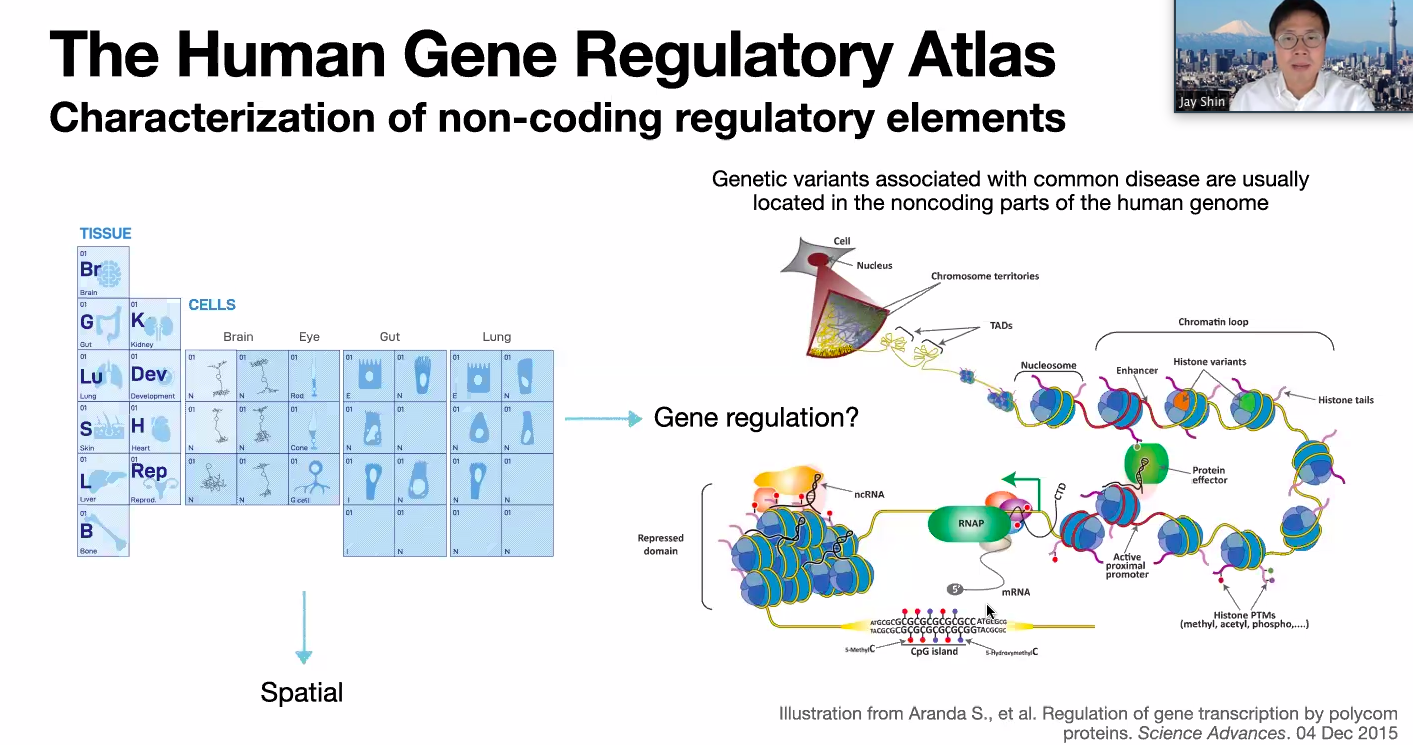 The Human Gene Regulatory Atlas
Characterization of non-coding regulatory elements
Jay Shin
Genetic variants associated with common disease are usually
located in the noncoding parts of the human genome
TISSUE
01
Br
Brain
01
G
Gut
01
K
Kidney
01
Lu
Lung
01
Dev
Development
01
S
Skin
01
H
Heart
01
L
Liver
01
Rep
Reprod.
01
B
Bone
CELLS
Brain
Eye
Gut
Lung
01 01 01 01 01 01 01
N N Rod E N E N
01 01 01 01 01 01 01
N N Cone N N N N
01 01 01 01 01 01 01
N N G cell I N N N
01 01 01 01
I N N N
Spatial
Gene regulation?
Cell
Nucleus
Chromosome territories
TADs
Chromatin loop
Nucleosome
Enhancer
Histone variants
Histone tails
Protein
effector
ncRNA
Repressed
domain
RNAP
CTD
Active
proximal
promoter
5'
mRNA
Histone PTMs
(methyl, acetyl, phospho,....)
ATGCGCGCGCGCGCGCGCCATGCGCG
TACGCGCGCGCGCGCGCGGTACGCGC
5-MethylC
CpG island
5-HydroxymethylC
Illustration from Aranda S., et al. Regulation of gene transcription by polycom
proteins. Science Advances. 04 Dec 2015